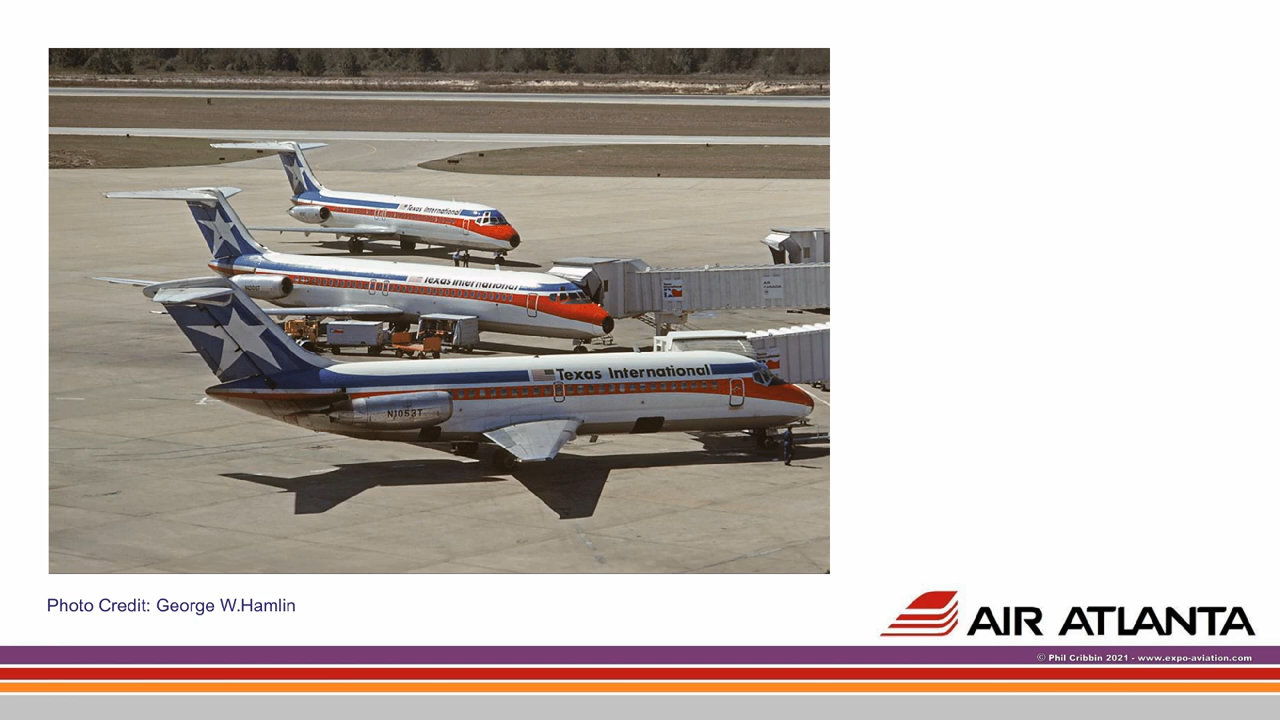 Texas International
Texas International
Texas International
N1053T
Photo Credit: George W.Hamlin
AIR ATLANTA
© Phil Cribbin 2021 - www.expo-aviation.com